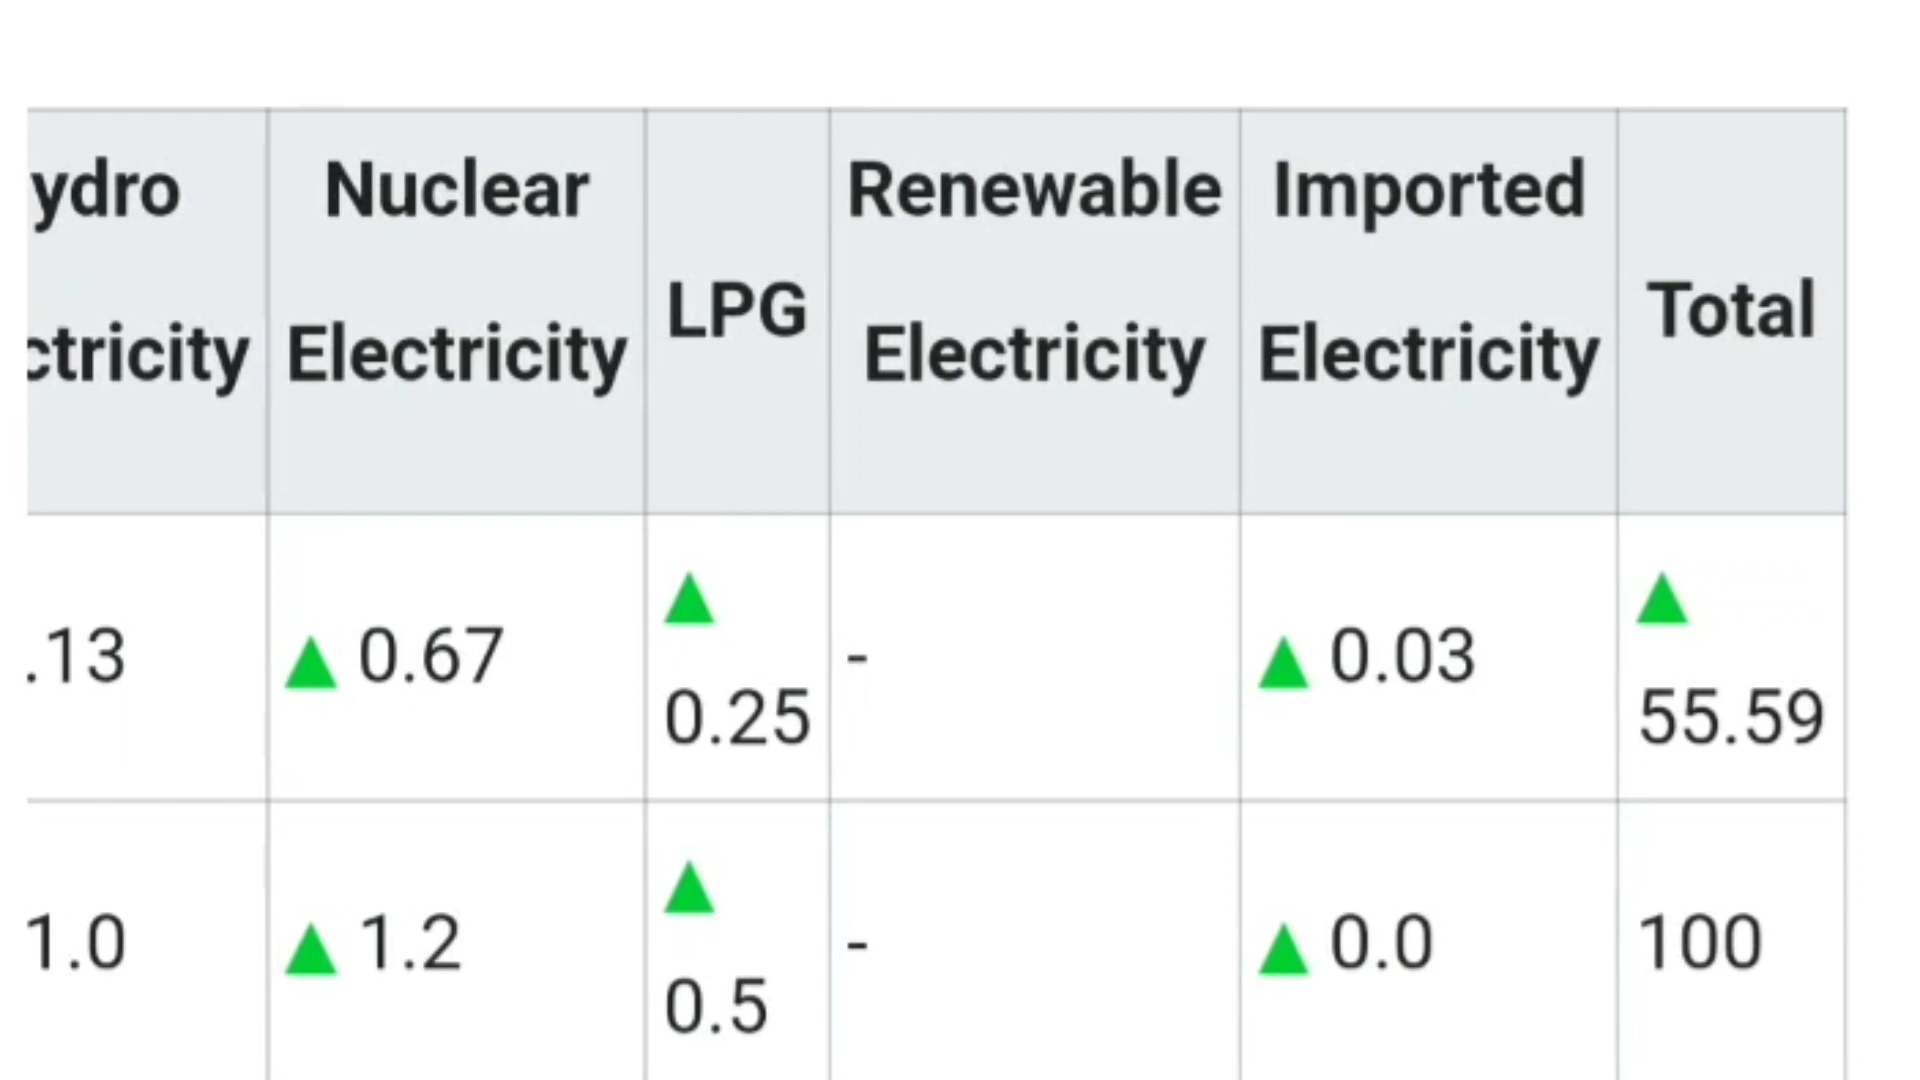 ydro
ctricity
Nuclear
Electricity
LPG
Renewable
Electricity
Imported
Electricity
Total
.13
▲ 0.67
▲
0.25
-
▲ 0.03
▲
55.59
1.0
▲ 1.2
▲
0.5
-
▲ 0.0
100